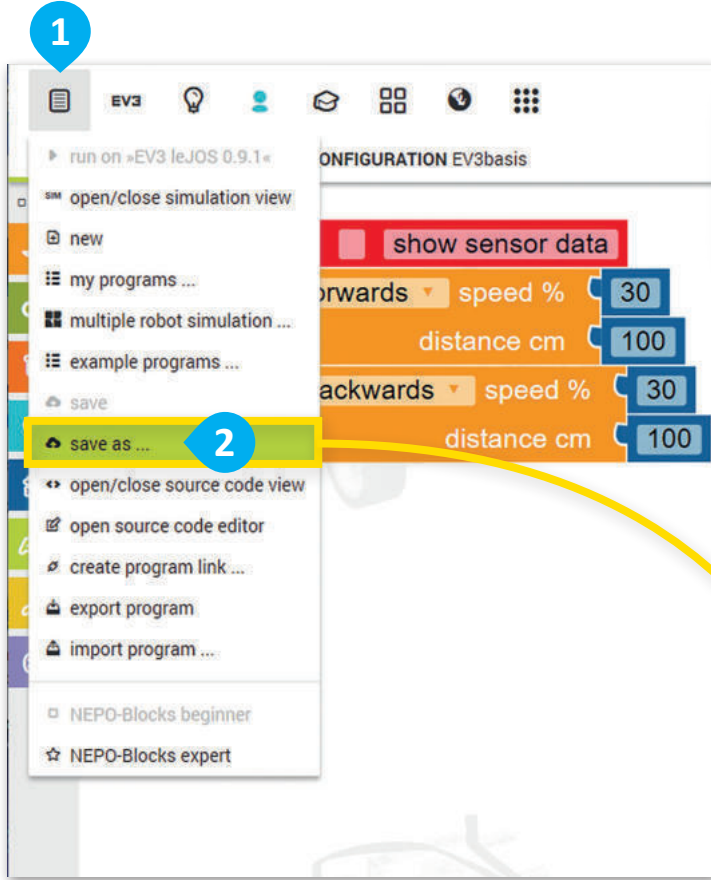 1
EV3
run on »EV3 leJOS 0.9.1«
ONFIGURATION EV3basis
SIM open/close simulation view
new
show sensor data
my programs ...
orwards speed % 30
multiple robot simulation ...
distance cm 100
example programs ...
ackwards speed % 30
save
save as ... 2
distance cm 100
open/close source code view
open source code editor
create program link ...
export program
import program ...
NEPO-Blocks beginner
NEPO-Blocks expert